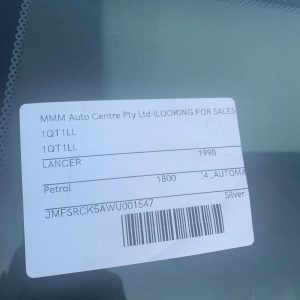 MMM Auto Centre Pty Ltd (LOOKING FOR SALES
1QT1LL
1QT1LL
LANCER 1998
Petrol 1800 4, AUTOMA
JMFSRCK5AWU001547
Silver